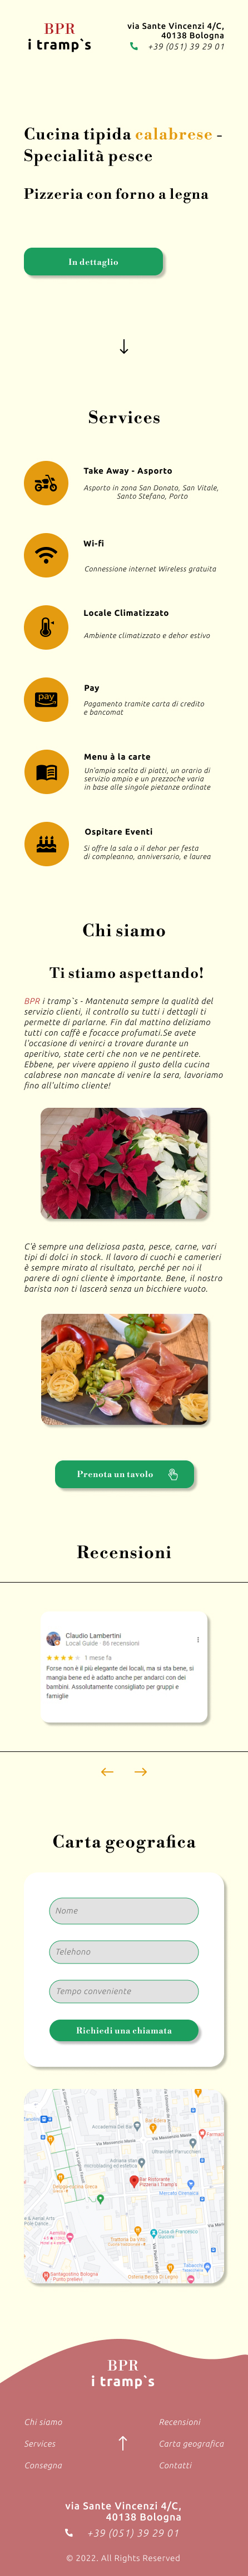 BPR
i tramp`s
via Sante Vincenzi 4/C,
40138 Bologna
+39 (051) 39 29 01
Cucina tipida calabrese -
Specialità pesce
Pizzeria con forno a legna
In dettaglio
Services
Take Away - Asporto
Asporto in zona San Donato, San Vitale,
Santo Stefano, Porto
Wi-fi
Connessione internet Wireless gratuita
Locale Climatizzato
Ambiente climatizzato e dehor estivo
pay
Pay
Pagamento tramite carta di credito
e bancomat
Menu à la carte
Un'ampia scelta di piatti, un orario di
servizio ampio e un prezzoche varia
in base alle singole pietanze ordinate
Ospitare Eventi
Si offre la sala o il dehor per festa
di compleanno, anniversario, e laurea
Chi siamo
Ti stiamo aspettando!
BPR i tramp`s - Mantenuta sempre la qualità del
servizio clienti, il controllo su tutti i dettagli ti
permette di parlarne. Fin dal mattino deliziamo
tutti con caffè e focacce profumati.Se avete
l'occasione di venirci a trovare durante un
aperitivo, state certi che non ve ne pentirete.
Ebbene, per vivere appieno il gusto della cucina
calabrese non mancate di venire la sera, lavoriamo
fino all'ultimo cliente!
C'è sempre una deliziosa pasta, pesce, carne, vari
tipi di dolci in stock. Il lavoro di cuochi e camerieri
è sempre mirato al risultato, perché per noi il
parere di ogni cliente è importante. Bene, il nostro
barista non ti lascerà senza un bicchiere vuoto.
Prenota un tavolo
Recensioni
Claudio Lambertini
Local Guide · 86 recensioni
1 mese fa
Forse non è il più elegante dei locali, ma si sta bene, si
mangia bene ed è adatto anche per andarci con dei
bambini. Assolutamente consigliato per gruppi e
famiglie
Carta geografica
Nome
Telehono
Tempo conveniente
Richiedi una chiamata
Bar Ristorante
Pizzeria I Tramp's
Mercato Cirenaica
BPR
i tramp`s
Chi siamo
Recensioni
Services
Carta geografica
Consegna
Contatti
via Sante Vincenzi 4/C,
40138 Bologna
+39 (051) 39 29 01
© 2022. All Rights Reserved